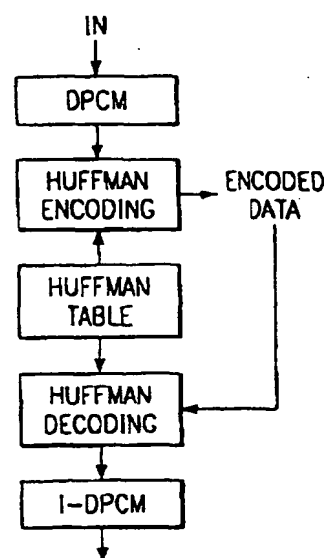 IN
DPCM
HUFFMAN
ENCODING
ENCODED
DATA
HUFFMAN
TABLE
HUFFMAN
DECODING
I-DPCM